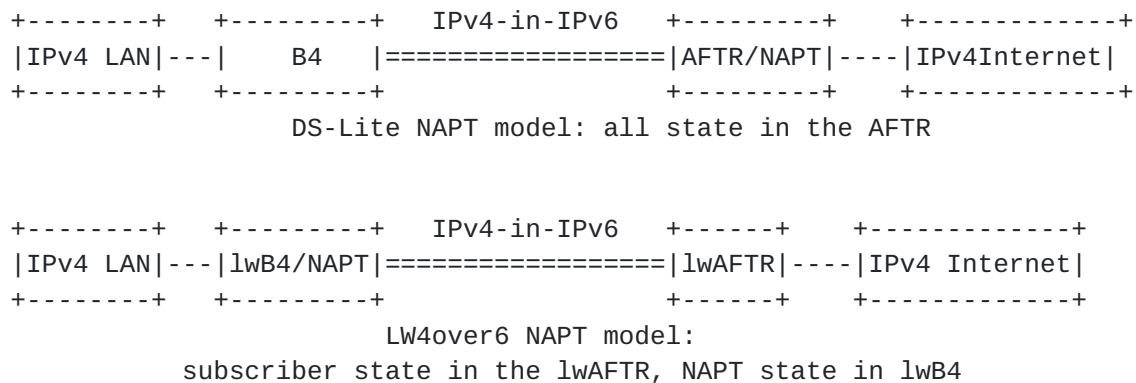 +--------+   +---------+   IPv4-in-IPv6   +---------+    +-------------+
|IPv4 LAN|---|    B4   |==================|AFTR/NAPT|----|IPv4Internet|
+--------+   +---------+                  +---------+    +-------------+
DS-Lite NAPT model: all state in the AFTR
+--------+   +---------+   IPv4-in-IPv6   +------+    +-------------+
|IPv4 LAN|---|lwB4/NAPT|==================|lwAFTR|----|IPv4 Internet|
+--------+   +---------+                  +------+    +-------------+
LW4over6 NAPT model:
subscriber state in the lwAFTR, NAPT state in lwB4